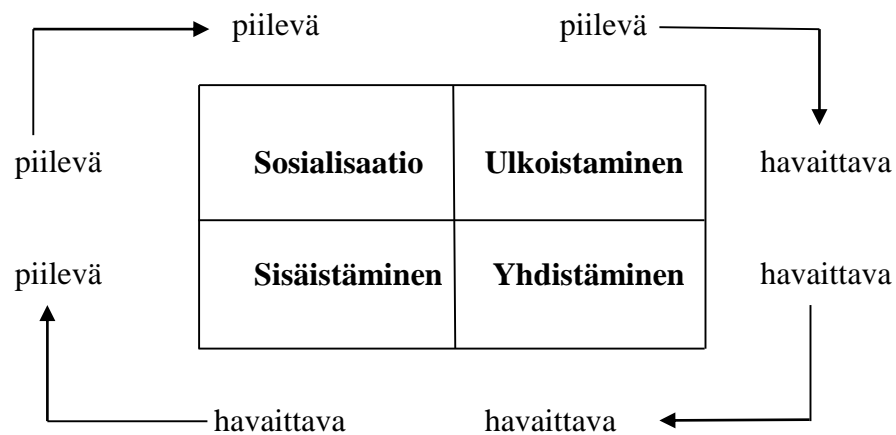 piilevä piilevä
piilevä Sosialisaatio Ulkoistaminen havaittava
piilevä Sisäistäminen Yhdistäminen havaittava
havaittava havaittava